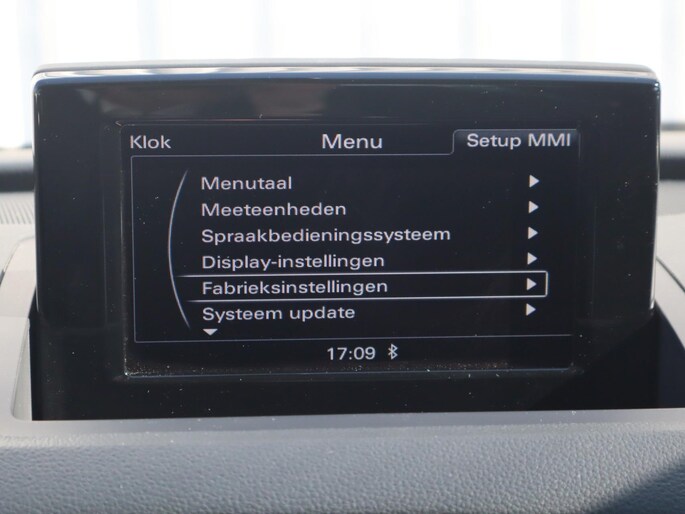 Klok Menu Setup MMI
Menutaal
Meeteenheden
Spraakbedieningssysteem
Display-instellingen
Fabrieksinstellingen
Systeem update
17:09